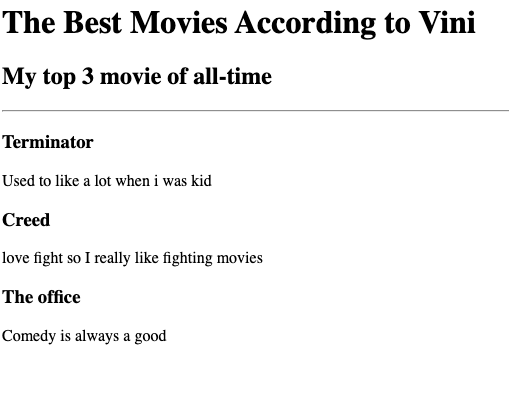 The Best Movies According to Vini
My top 3 movie of all-time
Terminator
Used to like a lot when i was kid
Creed
love fight so I really like fighting movies
The office
Comedy is always a good